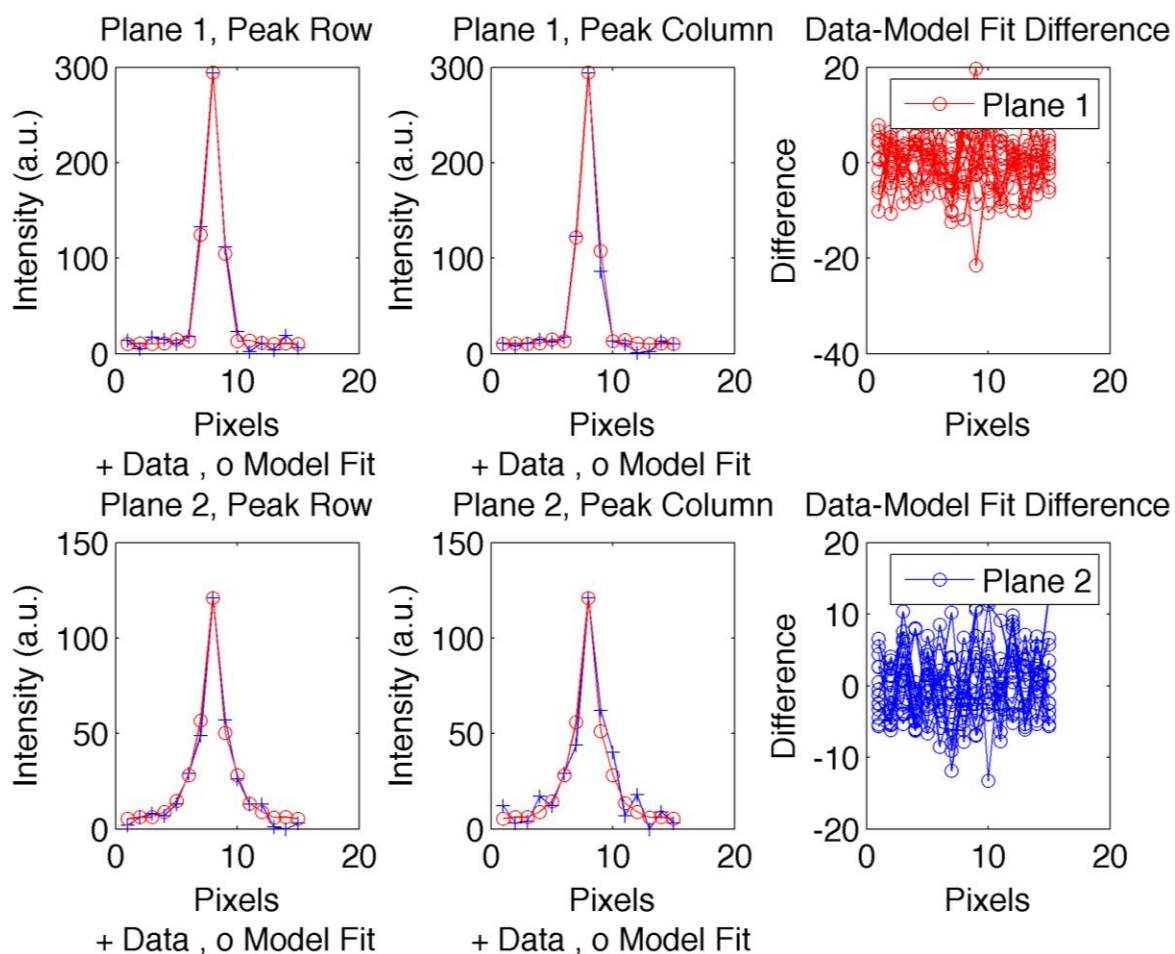 Plane 1, Peak Row
Intensity (a.u.)
300
200
100
0
0 10 20
Pixels
+ Data , o Model Fit
Plane 1, Peak Column
Intensity (a.u.)
300
200
100
0
0 10 20
Pixels
+ Data , o Model Fit
Data-Model Fit Difference
Difference
20
0
-20
-40
Plane 1
0 10 20
Pixels
Plane 2, Peak Row
Intensity (a.u.)
150
100
50
0
0 10 20
Pixels
+ Data , o Model Fit
Plane 2, Peak Column
Intensity (a.u.)
150
100
50
0
0 10 20
Pixels
+ Data , o Model Fit
Data-Model Fit Difference
Difference
20
10
0
-10
-20
Plane 2
0 10 20
Pixels